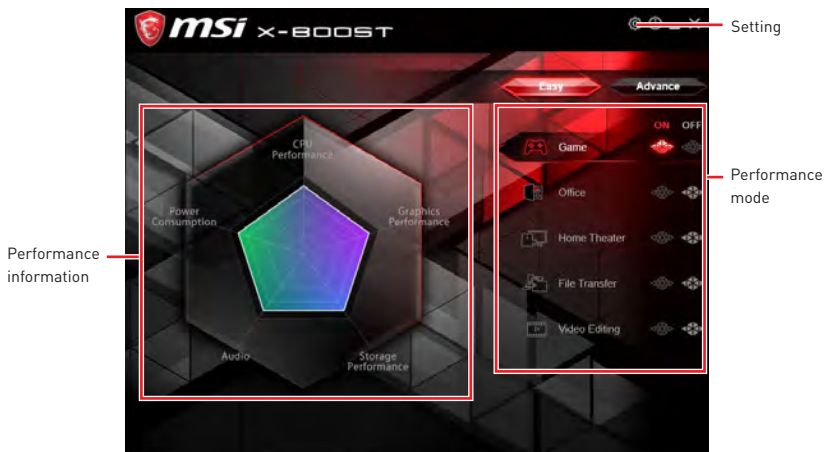 msi X-BOOST
Setting
Easy
Advance
ON OFF
Game
Office
Home Theater
File Transfer
Video Editing
Performance
mode
CPU
Performance
Graphics
Performance
Storage
Performance
Audio
Power
Consumption
Performance
information